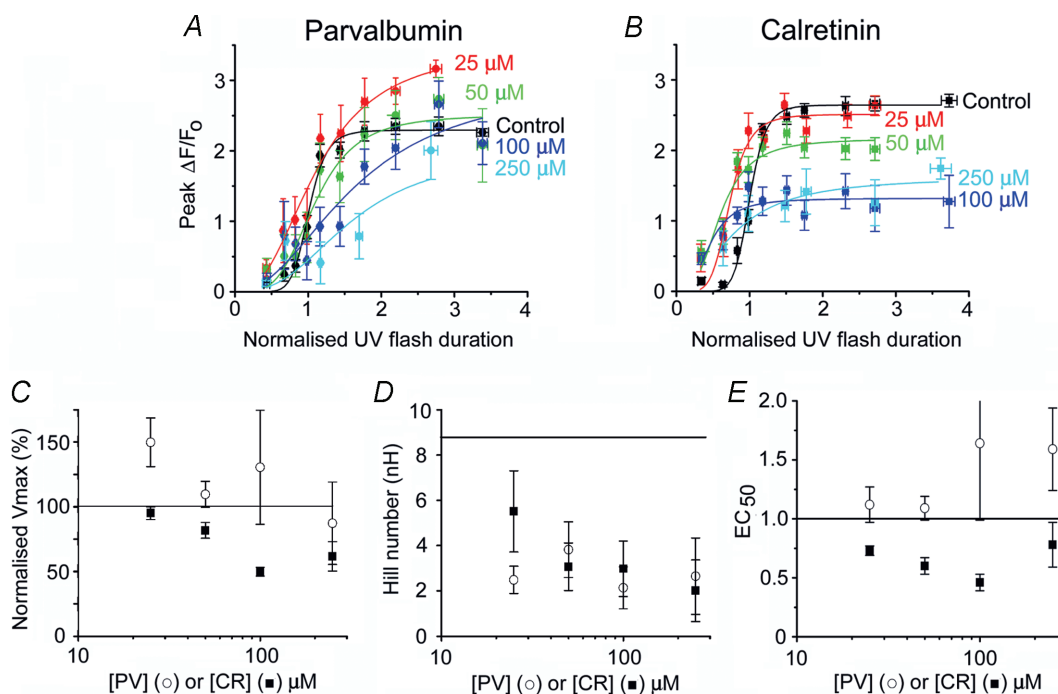 A Parvalbumin
Peak ΔF/Fo
3
2
1
0
0 1 2 3 4
25 µM
50 µM
Control
100 µM
250 µM
Normalised UV flash duration
B Calretinin
3
2
1
0
0 1 2 3 4
Control
25 µM
50 µM
250 µM
100 µM
Normalised UV flash duration
C
Normalised Vmax (%)
150
100
50
0
10 100
[PV] (○) or [CR] (■) µM
D
Hill number (nH)
10
8
6
4
2
0
10 100
[PV] (○) or [CR] (■) µM
E
EC50
2.0
1.5
1.0
0.5
0
10 100
[PV] (○) or [CR] (■) µM